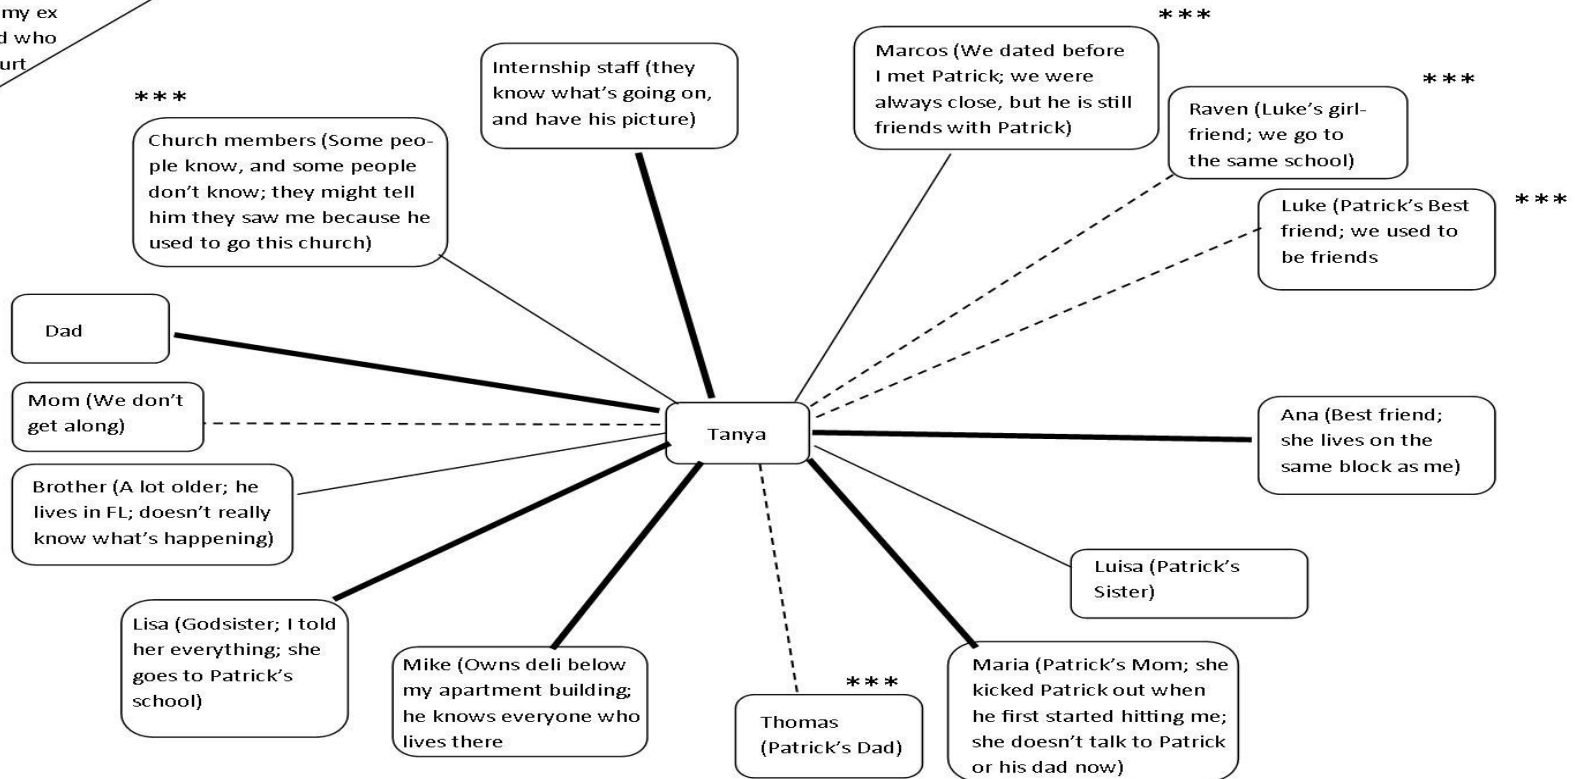 my ex
d who
urt
***
Church members (Some peo-
ple know, and some people
don't know; they might tell
him they saw me because he
used to go this church)
Internship staff (they
know what's going on,
and have his picture)
***
Marcos (We dated before
I met Patrick; we were
always close, but he is still
friends with Patrick)
***
Raven (Luke's girl-
friend; we go to
the same school)
***
Luke (Patrick's Best
friend; we used to
be friends
Dad
Mom (We don't
get along)
Tanya
Ana (Best friend;
she lives on the
same block as me)
Brother (A lot older; he
lives in FL; doesn't really
know what's happening)
Luisa (Patrick's
Sister)
Lisa (Godsister; I told
her everything; she
goes to Patrick's
school)
Mike (Owns deli below
my apartment building;
he knows everyone who
lives there
***
Thomas
(Patrick's Dad)
Maria (Patrick's Mom; she
kicked Patrick out when
he first started hitting me;
she doesn't talk to Patrick
or his dad now)